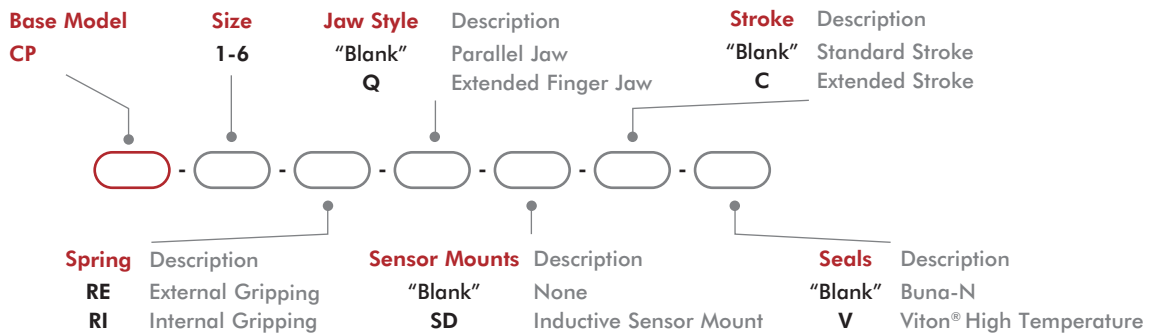 Base Model Size Jaw Style Description Stroke Description
CP 1-6 “Blank” Parallel Jaw “Blank” Standard Stroke
Q Extended Finger Jaw C Extended Stroke
- - - - - -
Spring Description Sensor Mounts Description Seals Description
RE External Gripping “Blank” None “Blank” Buna-N
RI Internal Gripping SD Inductive Sensor Mount V Viton® High Temperature